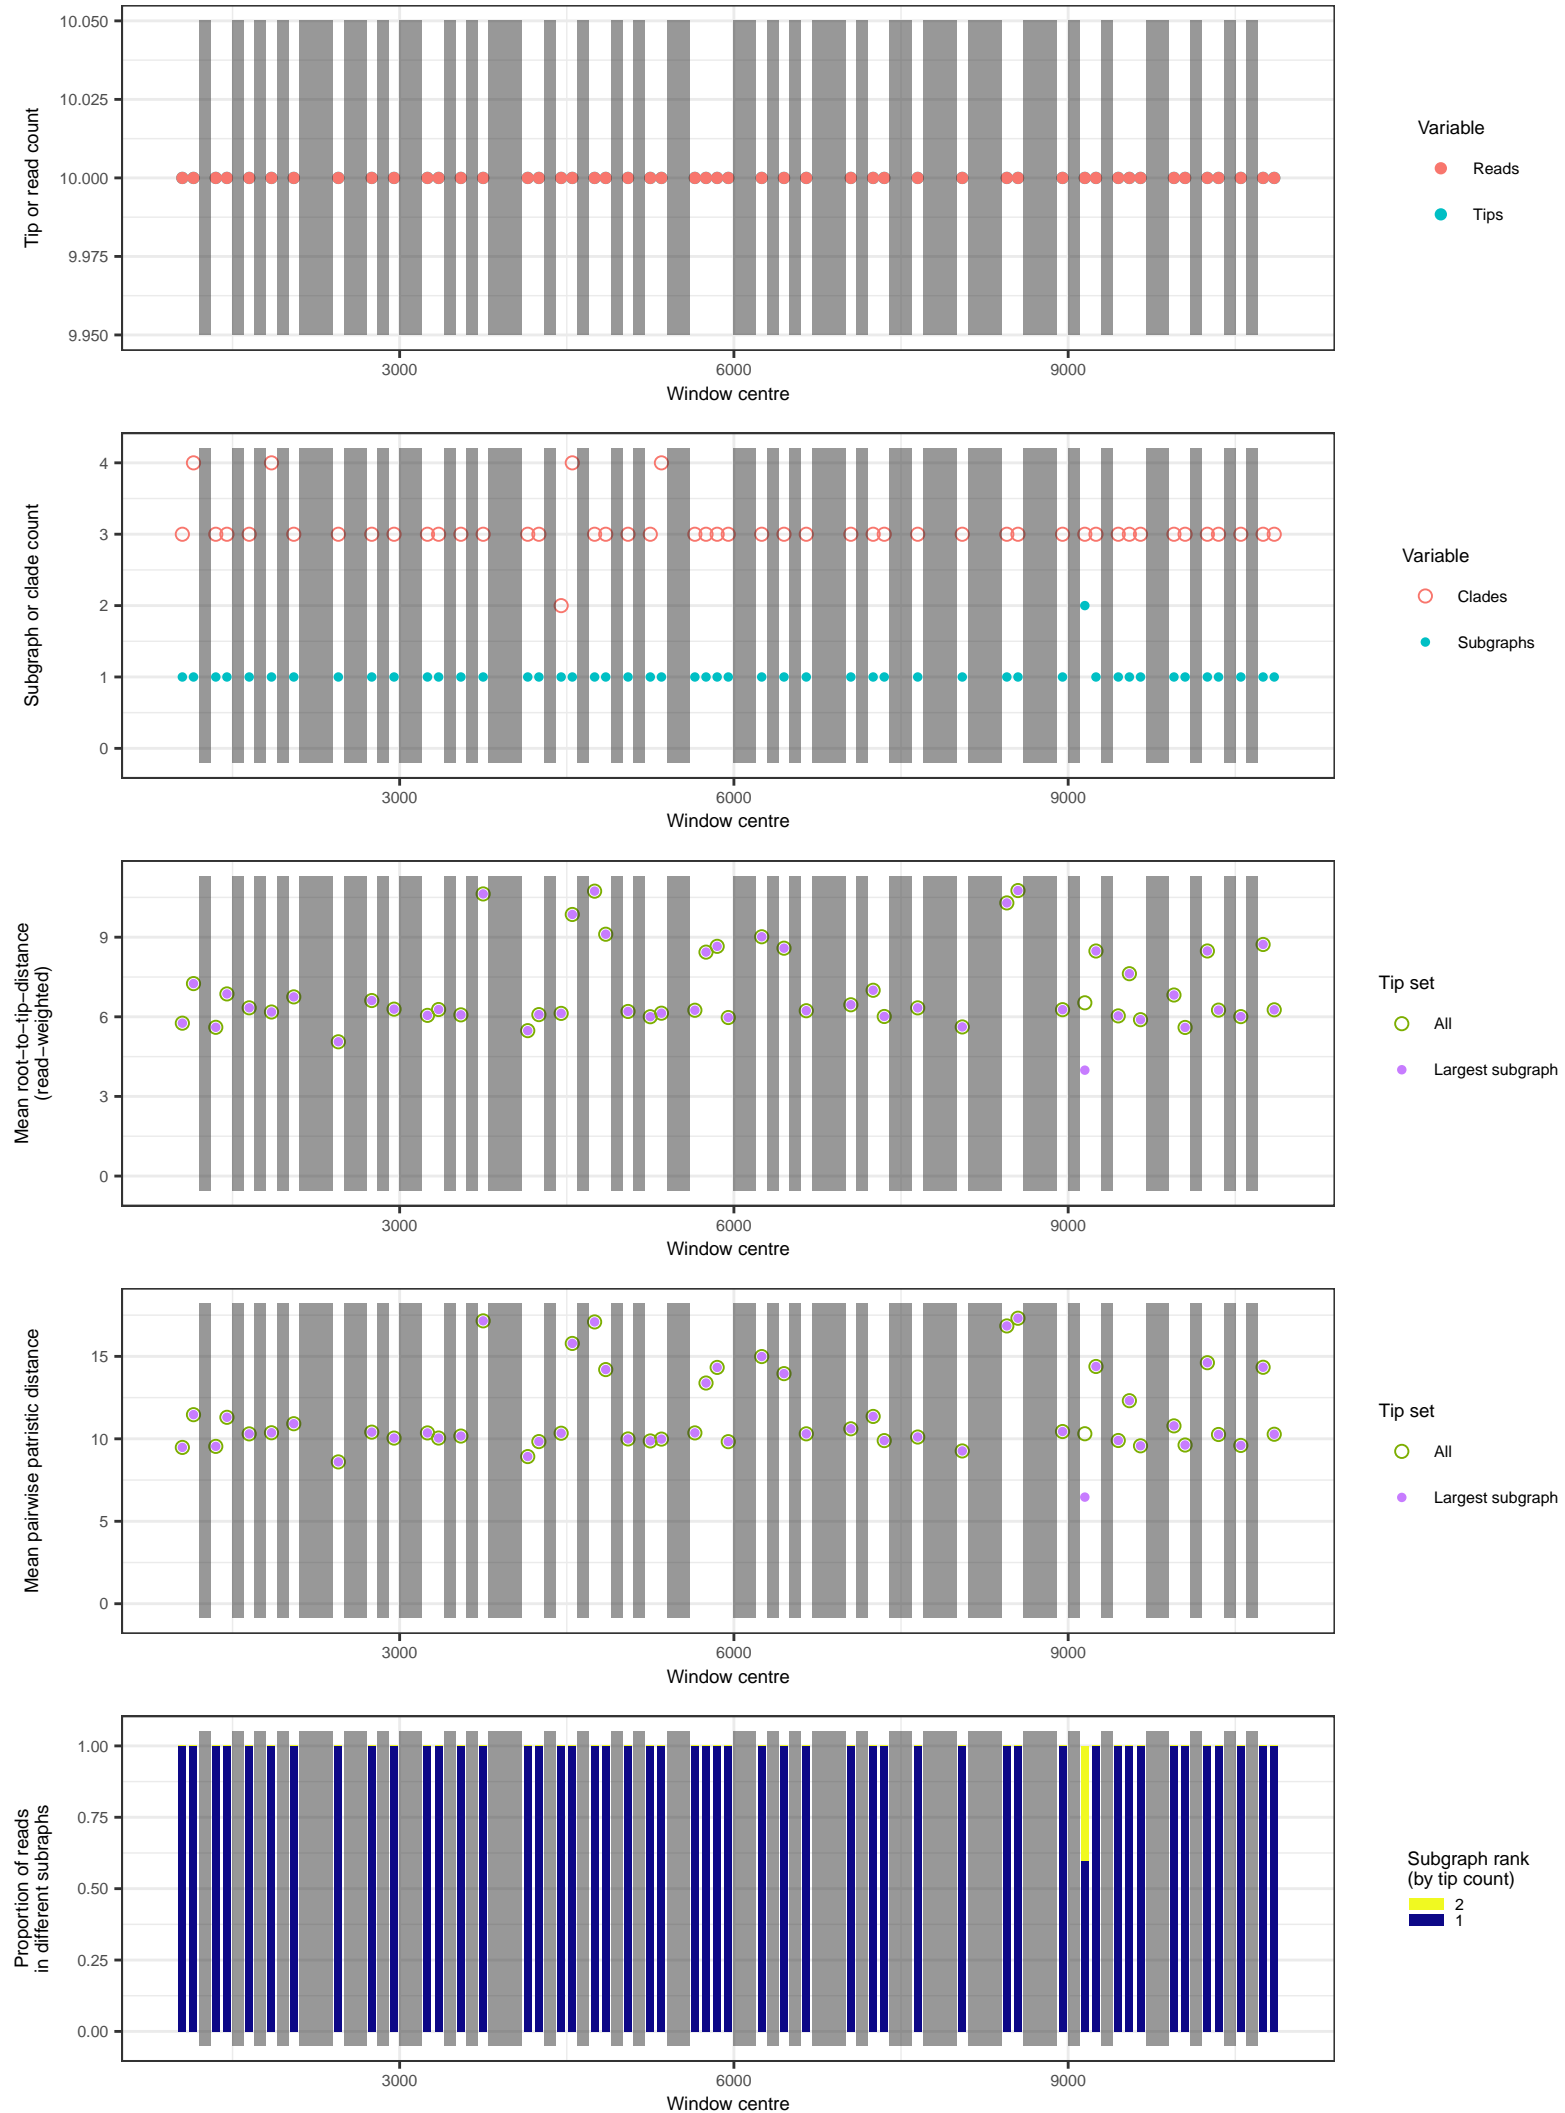 10.050
10.025
10.000
9.975
9.950
Tip or read count
3000
6000
9000
Window centre
Variable
Reads
Tips
4
3
2
1
0
Subgraph or clade count
3000
6000
9000
Window centre
Variable
Clades
Subgraphs
9
6
3
0
Mean root−to−tip−distance
(read−weighted)
3000
6000
9000
Window centre
Tip set
All
Largest subgraph
15
10
5
0
Mean pairwise patristic distance
3000
6000
9000
Window centre
Tip set
All
Largest subgraph
1.00
0.75
0.50
0.25
0.00
Proportion of reads
in different subraphs
3000
6000
9000
Window centre
Subgraph rank
(by tip count)
2
1